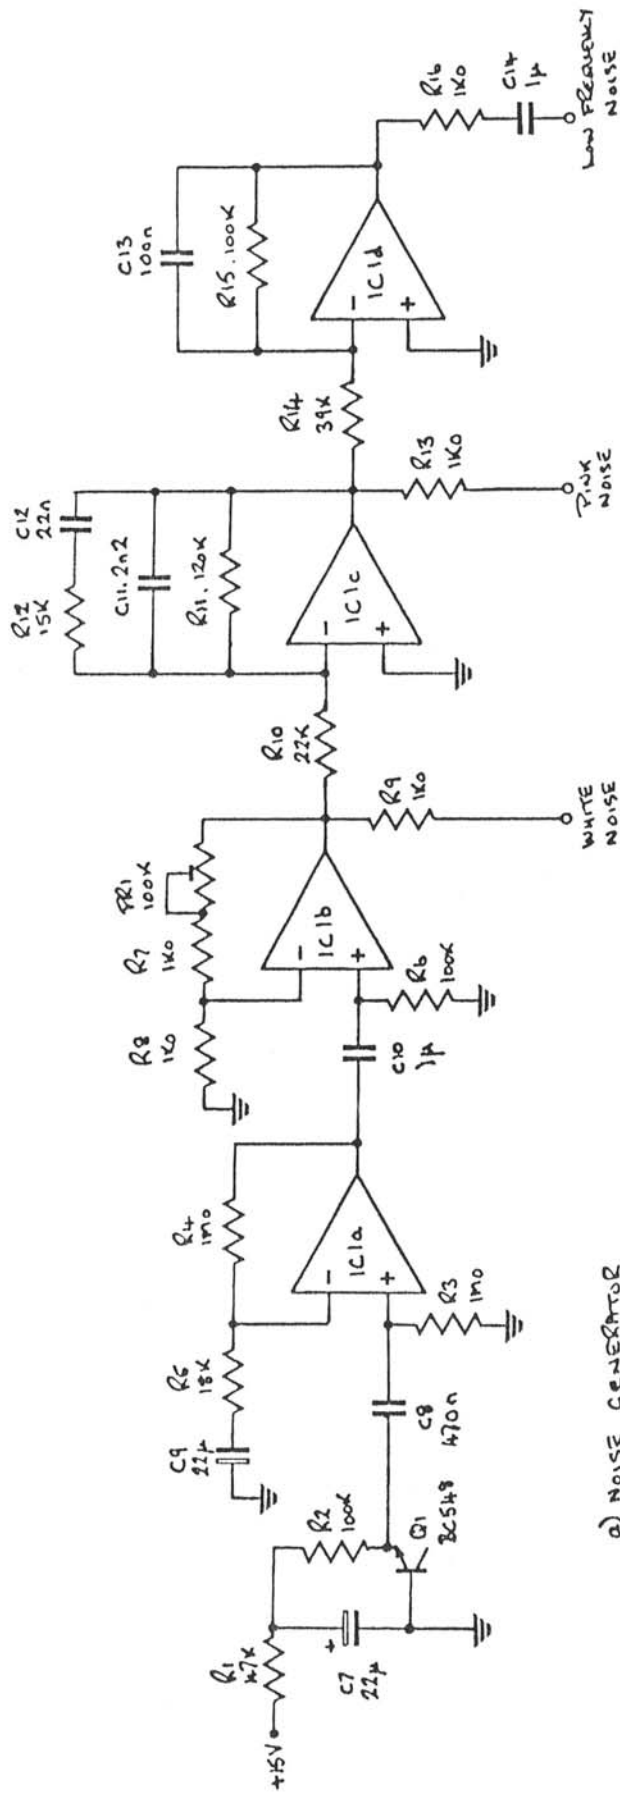 +15V
R1
47K
C7
22µ
+
R2
100K
Q1
BC548
C8
470n
C9
22µ
R5
18K
R4
1M0
-
+
IC1a
R3
1M0
C10
1µ
R8
1K0
R7
1K0
PR1
100K
-
+
IC1b
R6
100K
R9
1K0
WHITE
NOISE
R10
22K
R12
15K
C12
22n
C11.2n2
R11.120K
-
+
IC1c
R13
1K0
PINK
NOISE
R14
39K
C13
100n
R15.100K
-
+
IC1d
R16
1K0
C14
1µ
LOW FREQUENCY
NOISE
a) NOISE GENERATOR